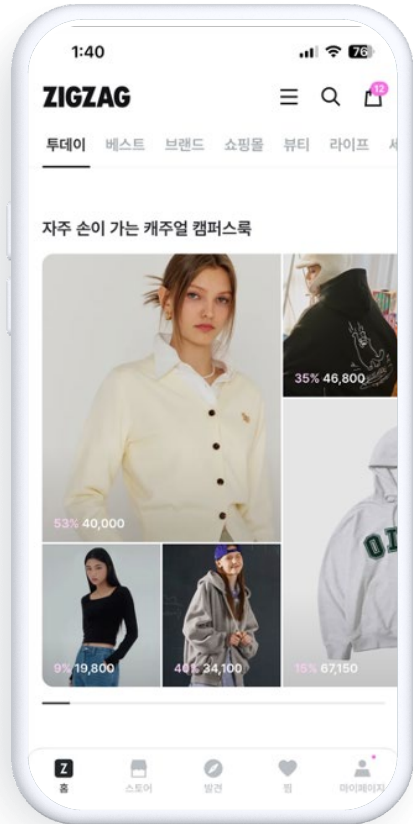 1:40
76
ZIGZAG
12
투데이 베스트 브랜드 쇼핑몰 뷰티 라이프
자주 손이 가는 캐주얼 캠퍼스룩
35% 46,800
53% 40,000
9% 19,800
40% 34,100
15% 67,150
Z
홈 스토어 발견 찜 마이페이지